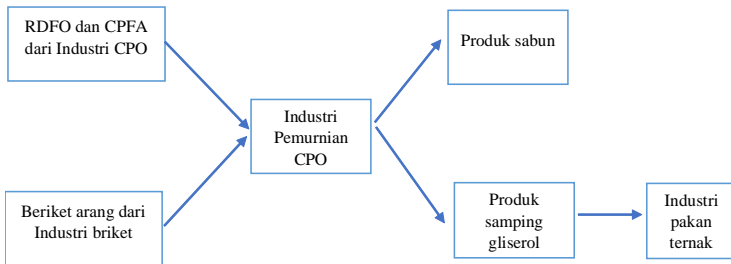 RDFO dan CPFA
dari Industri CPO
Produk sabun
Industri
Pemurnian
CPO
Beriket arang dari
Industri briket
Produk
samping
gliserol
Industri
pakan
ternak